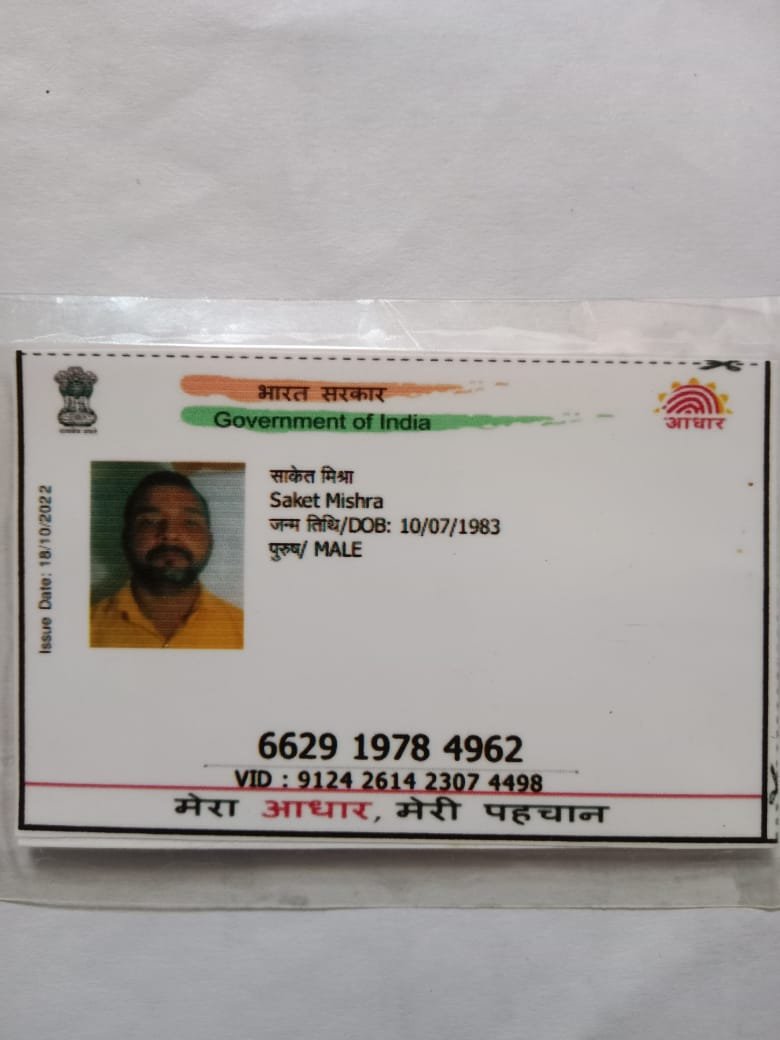 भारत सरकार
Government of India
आधार
Issue Date: 18/10/2022
साकेत मिश्रा
Saket Mishra
जन्म तिथि/DOB: 10/07/1983
पुरुष/ MALE
6629 1978 4962
VID : 9124 2614 2307 4498
मेरा आधार, मेरी पहचान